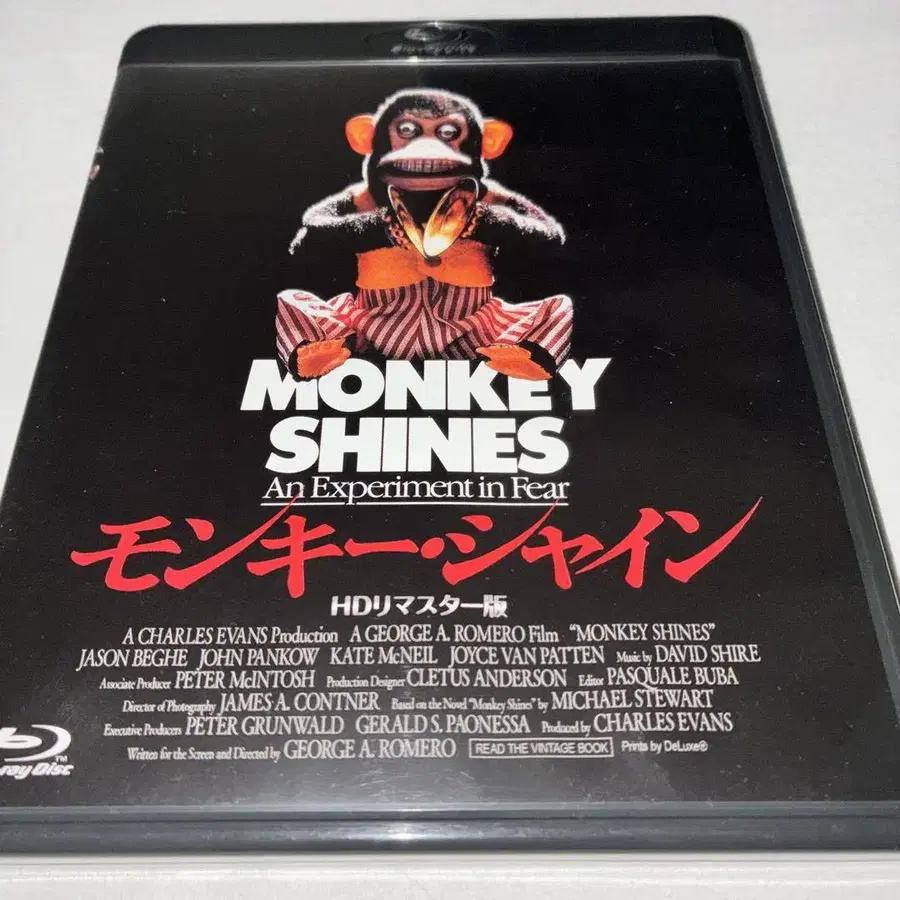 MONKEY
SHINES
An Experiment in Fear
モンキー・シャイン
HDリマスター版
A CHARLES EVANS Production A GEORGE A. ROMERO Film "MONKEY SHINES"
JASON BEGHE JOHN PANKOW KATE McNEIL JOYCE VAN PATTEN Music by DAVID SHIRE
Associate Producer PETER McINTOSH Production Designer CLETUS ANDERSON Editor PASQUALE BUBA
Director of Photography JAMES A. CONTNER Based on the Novel "Monkey Shines" by MICHAEL STEWART
Executive Producers PETER GRUNWALD GERALD S. PAONESSA Produced by CHARLES EVANS
Written for the Screen and Directed by GEORGE A. ROMERO READ THE VINTAGE BOOK Prints by DeLuxe®
ray Disc™